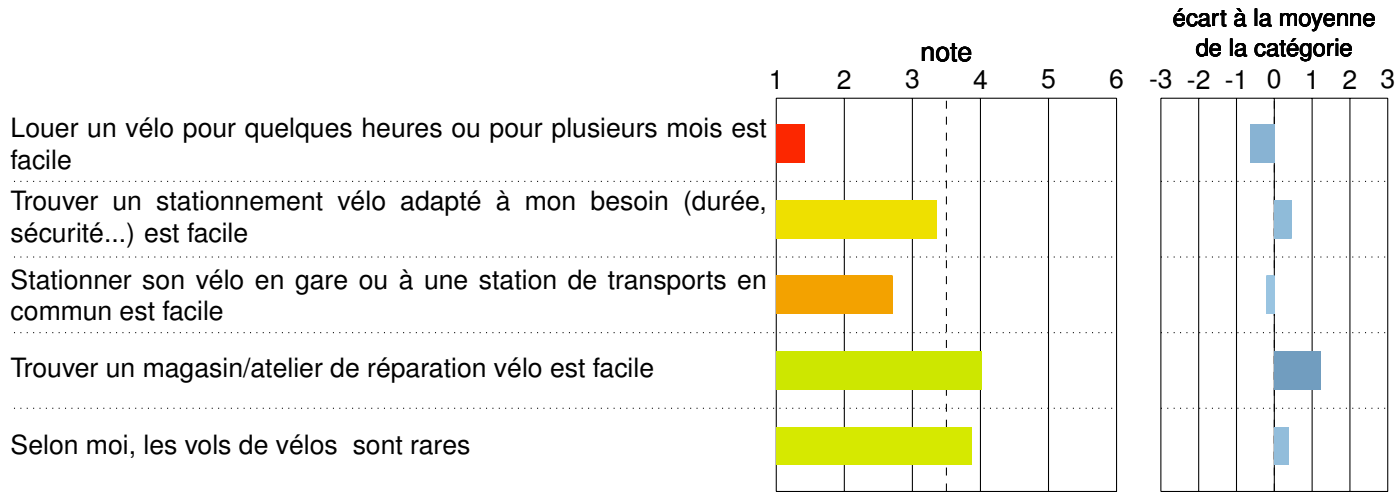 écart à la moyenne
de la catégorie
note
1 2 3 4 5 6
-3 -2 -1 0 1 2 3
Louer un vélo pour quelques heures ou pour plusieurs mois est
facile
Trouver un stationnement vélo adapté à mon besoin (durée,
sécurité...) est facile
Stationner son vélo en gare ou à une station de transports en
commun est facile
Trouver un magasin/atelier de réparation vélo est facile
Selon moi, les vols de vélos sont rares